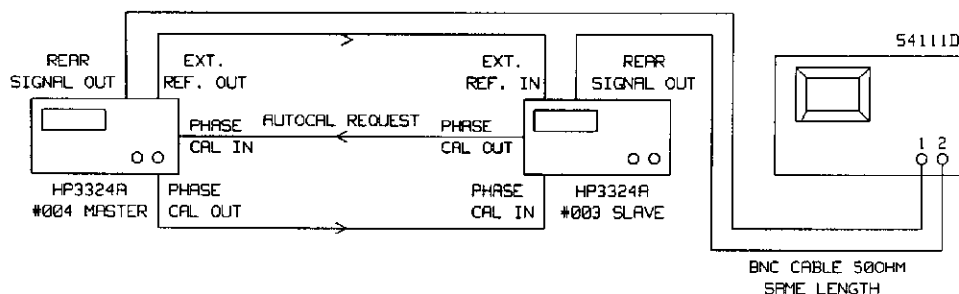 54111D
REAR
SIGNAL OUT
EXT.
REF. OUT
EXT.
REF. IN
REAR
SIGNAL OUT
PHASE
CAL IN
AUTOCAL REQUEST
PHASE
CAL OUT
1 2
HP3324A
#004 MASTER
PHASE
CAL OUT
PHASE
CAL IN
HP3324A
#003 SLAVE
BNC CABLE 50OHM
SAME LENGTH